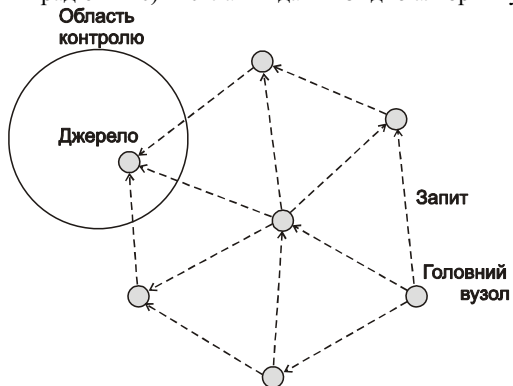 Область
контролю
Джерело
Запит
Головний
вузол